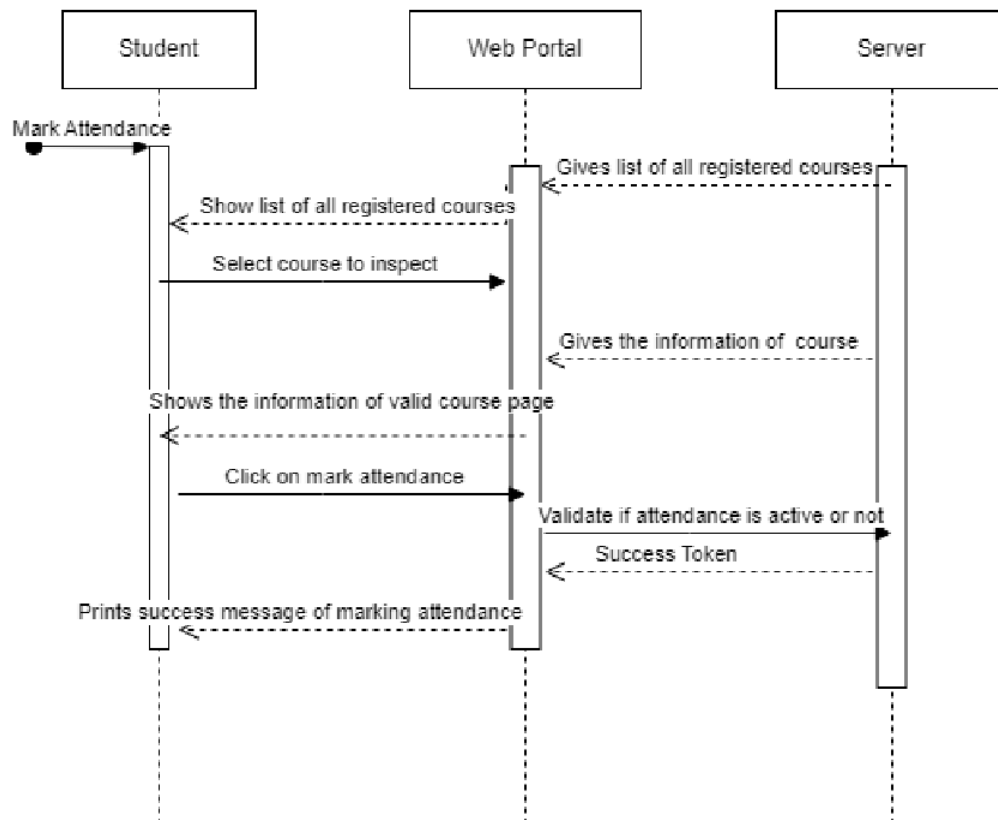 Student
Web Portal
Server
Mark Attendance
Gives list of all registered courses
Show list of all registered courses
Select course to inspect
Gives the information of course
Shows the information of valid course page
Click on mark attendance
Validate if attendance is active or not
Success Token
Prints success message of marking attendance